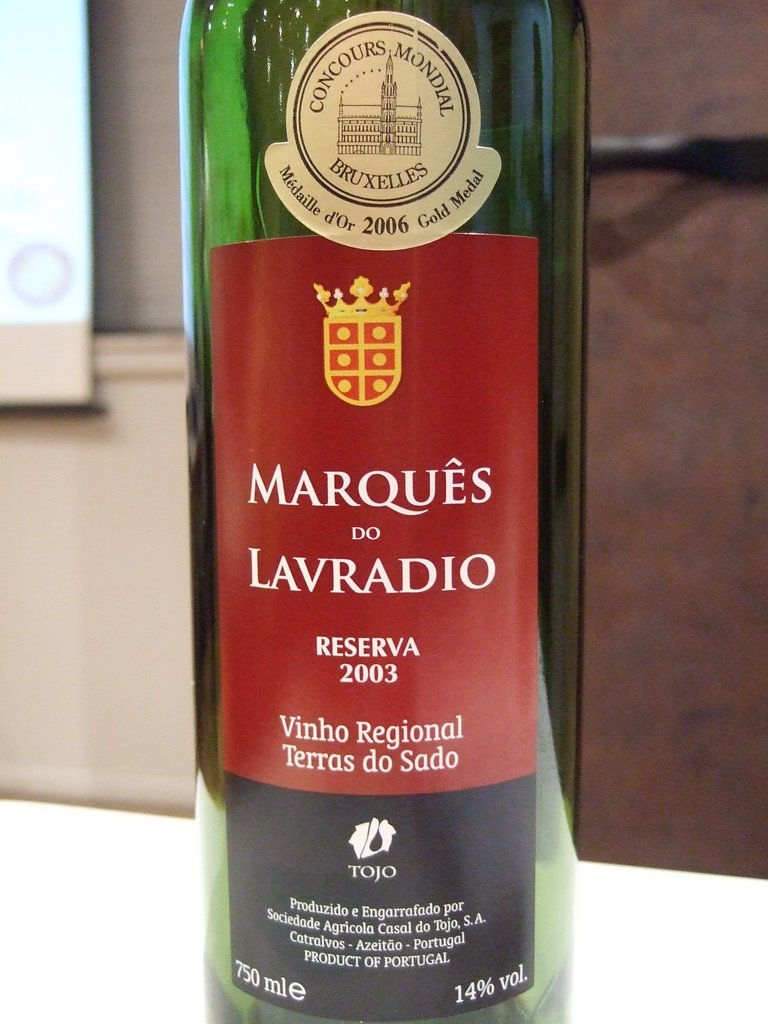 CONCOURS MONDIAL
BRUXELLES
Médaille d'Or 2006 Gold Medal
MARQUÊS
DO
LAVRADIO
RESERVA
2003
Vinho Regional
Terras do Sado
TOJO
Produzido e Engarrafado por
Sociedade Agrícola Casal do Tojo, S.A.
Catralvos - Azeitão - Portugal
PRODUCT OF PORTUGAL
750 ml e
14% vol.